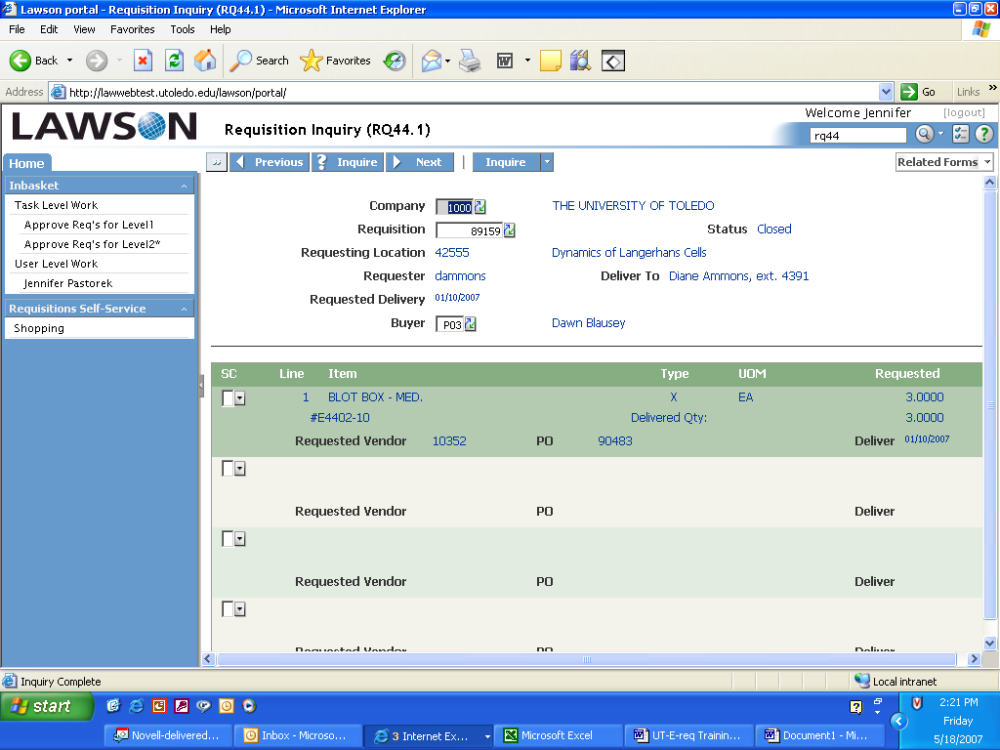 Lawson portal - Requisition Inquiry (RQ44.1) - Microsoft Internet Explorer
File Edit View Favorites Tools Help
Back Search Favorites
Address http://lawwebtest.utoledo.edu/lawson/portal/ Go Links »
LAWSON Requisition Inquiry (RQ44.1) Welcome Jennifer [logout]
rq44
Home Previous Inquire Next | Inquire Related Forms
Inbasket
Task Level Work
Approve Req's for Level1
Approve Req's for Level2*
User Level Work
Jennifer Pastorek
Requisitions Self-Service
Shopping
Company 1000 THE UNIVERSITY OF TOLEDO
Requisition 89159 Status Closed
Requesting Location 42555 Dynamics of Langerhans Cells
Requester dammons Deliver To Diane Ammons, ext. 4391
Requested Delivery 01/10/2007
Buyer P03 Dawn Blausey
SC Line Item Type UOM Requested
1 BLOT BOX - MED. X EA 3.0000
#E4402-10 Delivered Qty: 3.0000
Requested Vendor 10352 PO 90483 Deliver 01/10/2007
Requested Vendor PO Deliver
Requested Vendor PO Deliver
Requested Vendor PO Deliver
Inquiry Complete Local intranet
start 2:21 PM
Friday
Novell-delivered... Inbox - Microso... 3 Internet Ex... Microsoft Excel UT-E-req Trainin... Document1 - Mi... 5/18/2007